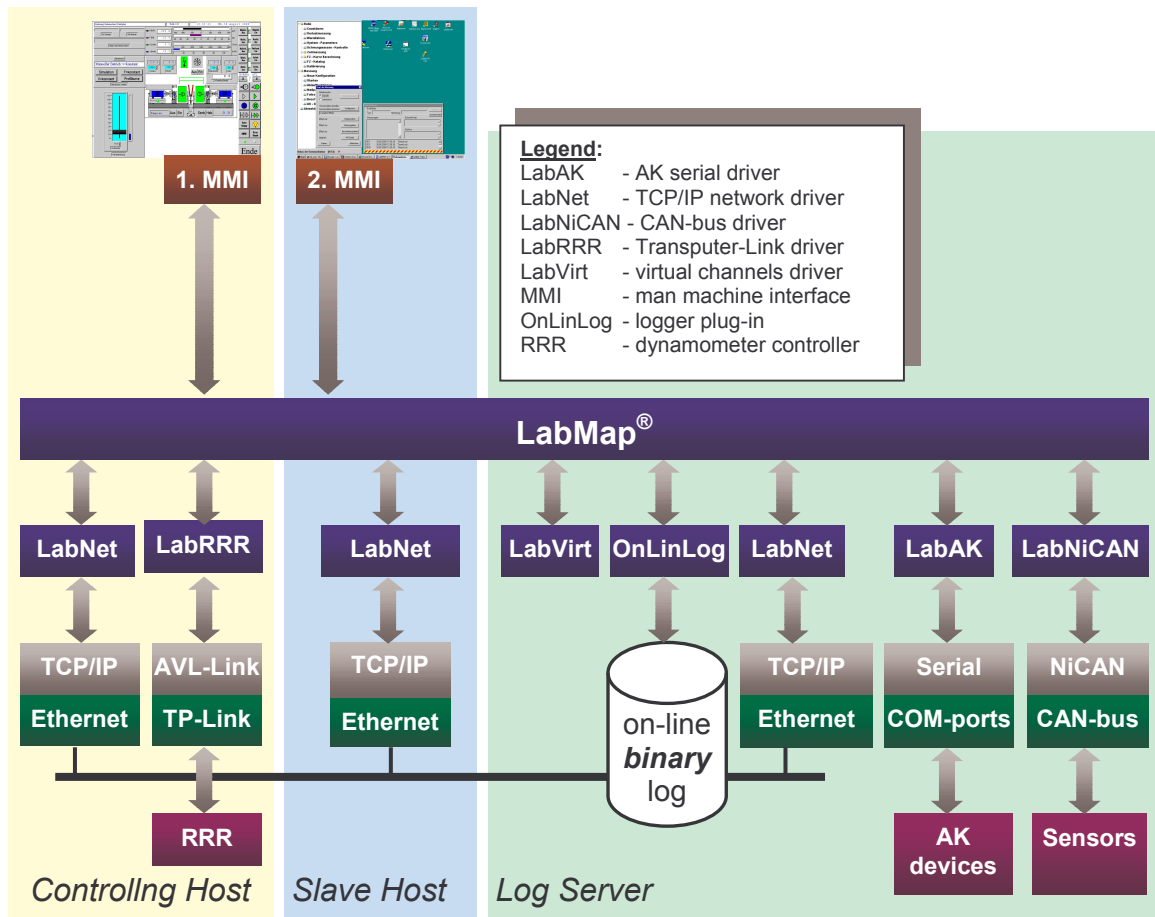 Ende
1. MMI
2. MMI
Legend:
LabAK - AK serial driver
LabNet - TCP/IP network driver
LabNiCAN - CAN-bus driver
LabRRR - Transputer-Link driver
LabVirt - virtual channels driver
MMI - man machine interface
OnLinLog - logger plug-in
RRR - dynamometer controller
LabMap®
LabNet
LabRRR
LabNet
LabVirt
OnLinLog
LabNet
LabAK
LabNiCAN
TCP/IP
AVL-Link
TCP/IP
TCP/IP
Serial
NiCAN
Ethernet
TP-Link
Ethernet
Ethernet
COM-ports
CAN-bus
on-line
binary
log
RRR
AK
devices
Sensors
Controllng Host
Slave Host
Log Server